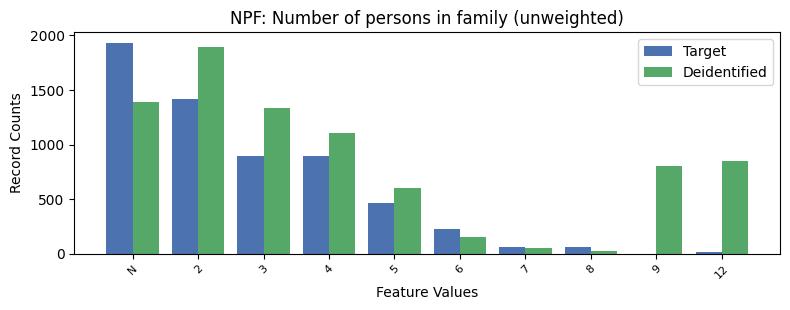 NPF: Number of persons in family (unweighted)
Target
Deidentified
Record Counts
2000
1500
1000
500
0
N 2 3 4 5 6 7 8 9 12
Feature Values